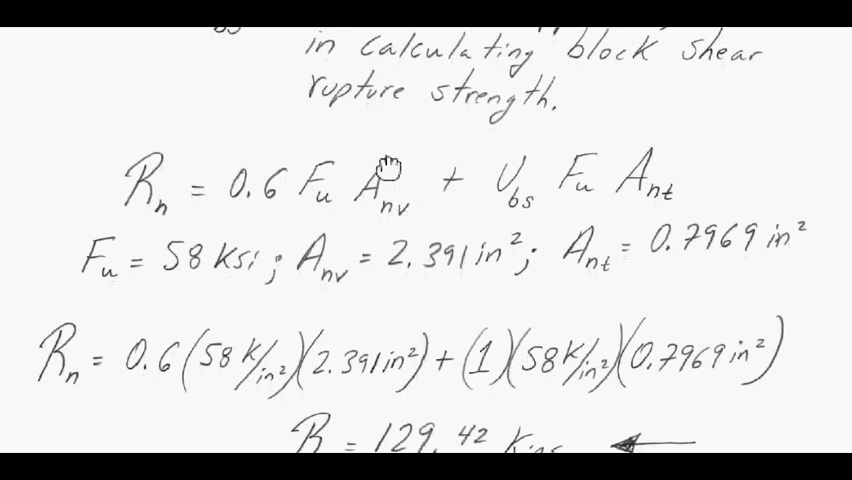 bs
in calculating block shear
rupture strength.
Rn = 0.6 Fu Anv + Ubs Fu Ant
Fu = 58 ksi; Anv = 2.391 in²; Ant = 0.7969 in²
Rn = 0.6 (58 K/in²)(2.391 in²) + (1)(58 K/in²)(0.7969 in²)
R = 129.42 Kips